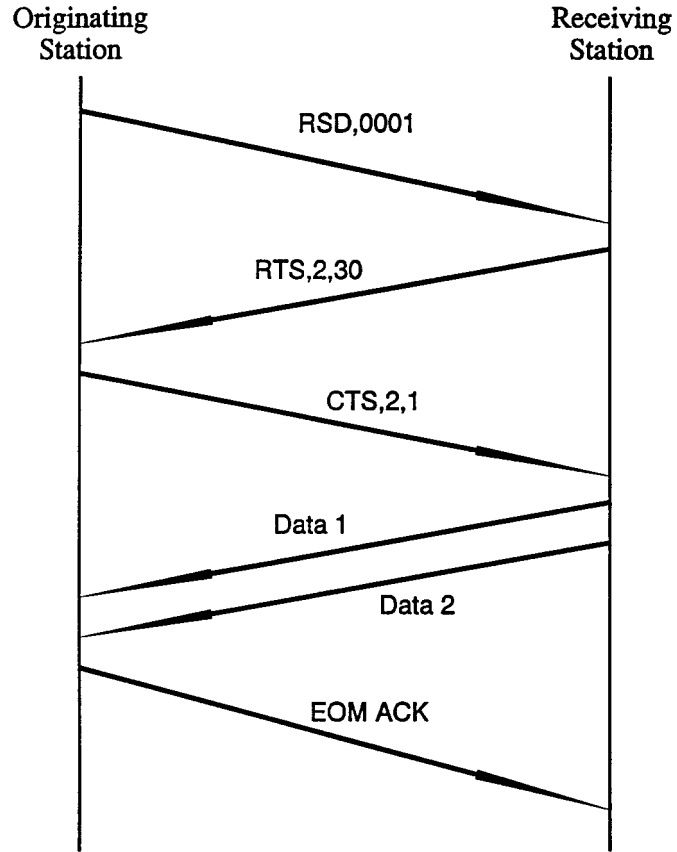 Originating
Station
Receiving
Station
RSD,0001
RTS,2,30
CTS,2,1
Data 1
Data 2
EOM ACK